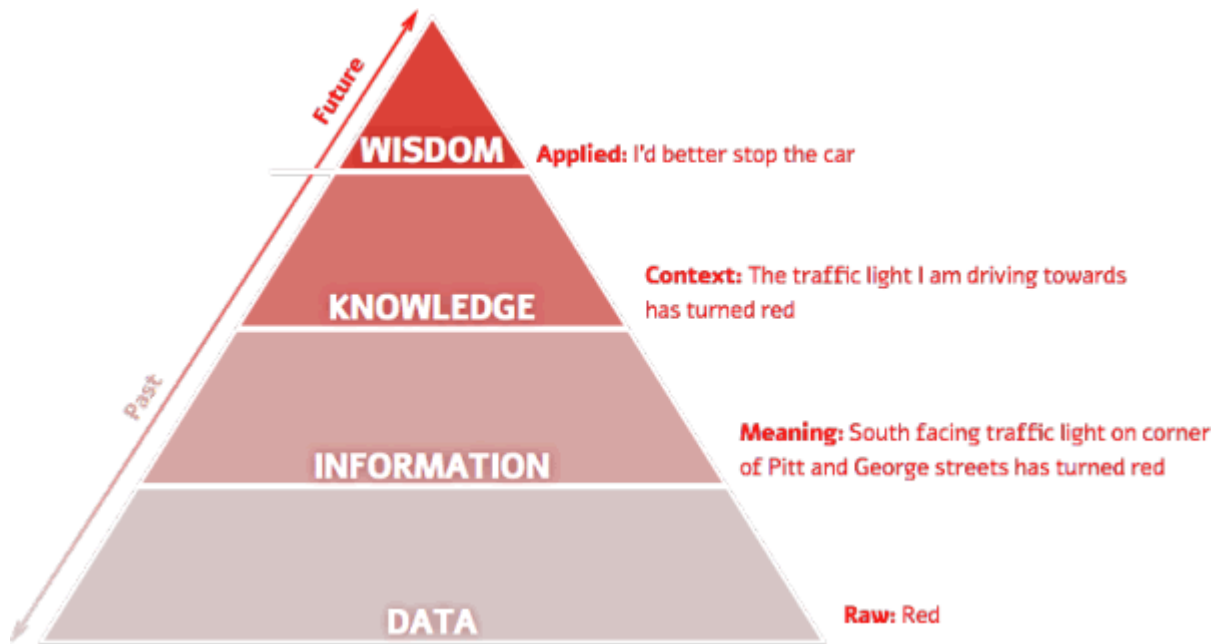 Future
WISDOM
Applied: I'd better stop the car
KNOWLEDGE
Context: The traffic light I am driving towards
has turned red
Past
INFORMATION
Meaning: South facing traffic light on corner
of Pitt and George streets has turned red
DATA
Raw: Red